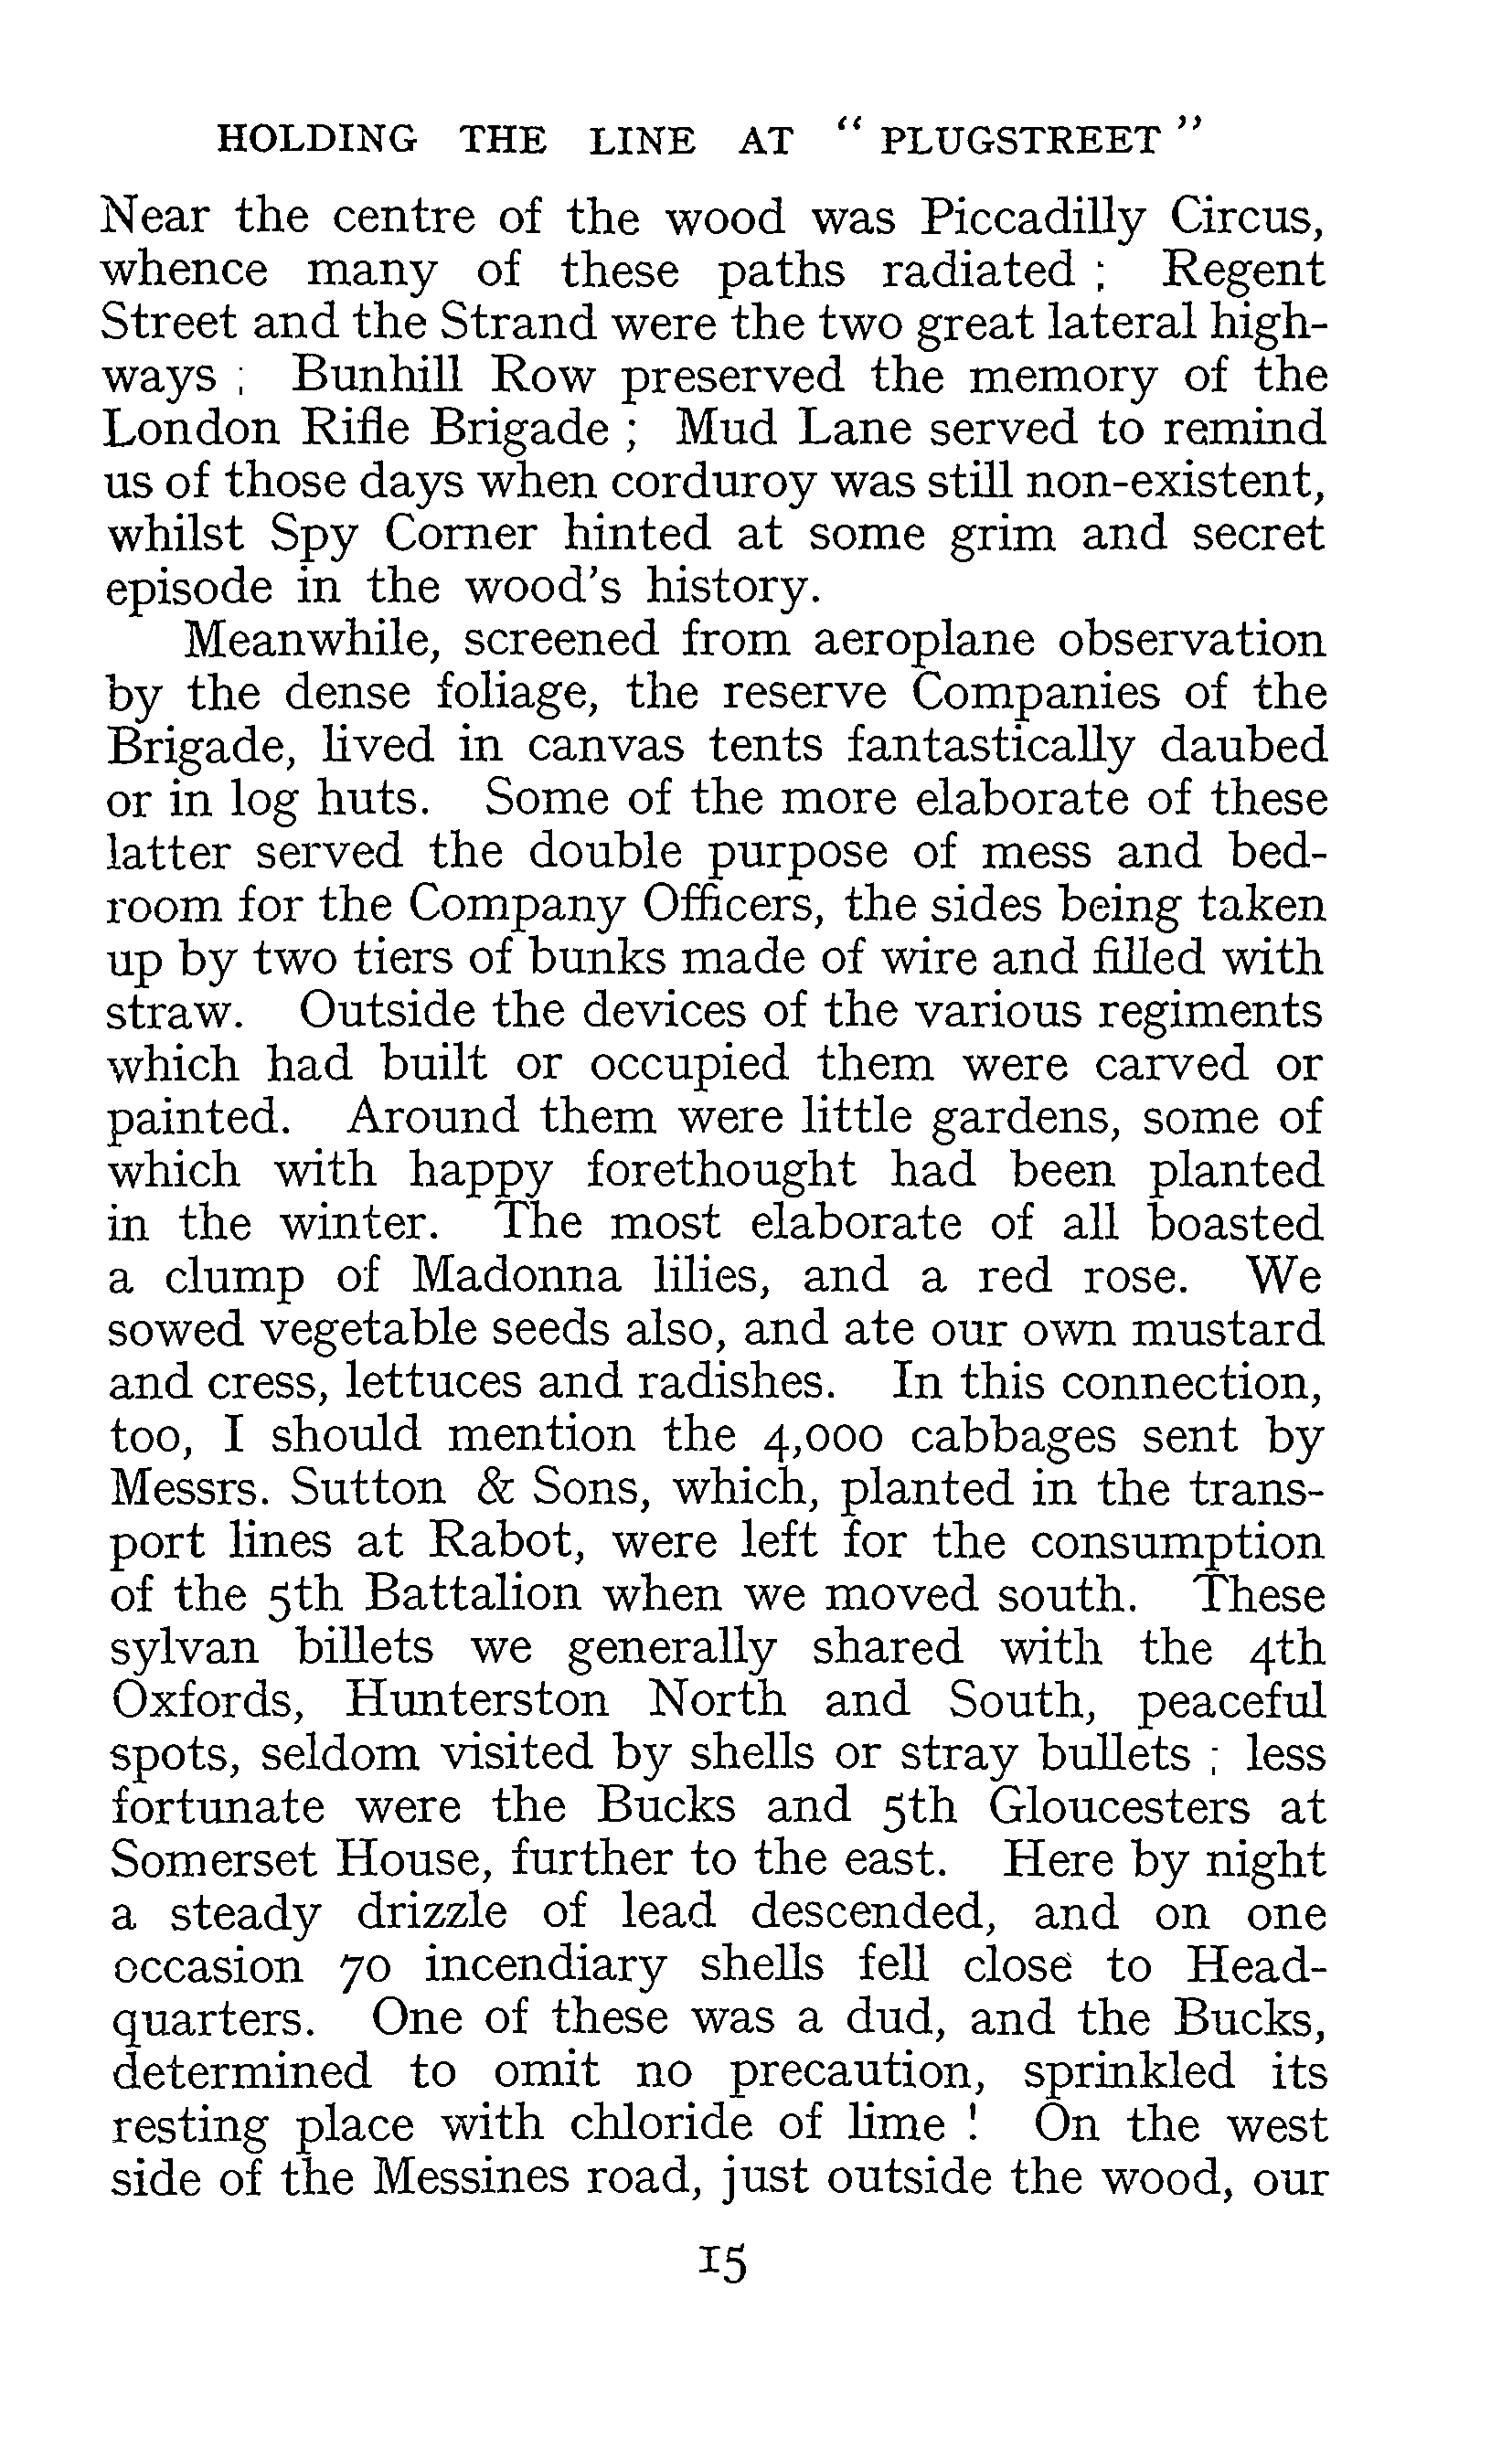 HOLDING THE LINE AT " PLUGSTREET "
Near the centre of the wood was Piccadilly Circus,
whence many of these paths radiated ; Regent
Street and the Strand were the two great lateral high-
ways ; Bunhill Row preserved the memory of the
London Rifle Brigade ; Mud Lane served to remind
us of those days when corduroy was still non-existent,
whilst Spy Corner hinted at some grim and secret
episode in the wood's history.
Meanwhile, screened from aeroplane observation
by the dense foliage, the reserve Companies of the
Brigade, lived in canvas tents fantastically daubed
or in log huts. Some of the more elaborate of these
latter served the double purpose of mess and bed-
room for the Company Officers, the sides being taken
up by two tiers of bunks made of wire and filled with
straw. Outside the devices of the various regiments
which had built or occupied them were carved or
painted. Around them were little gardens, some of
which with happy forethought had been planted
in the winter. The most elaborate of all boasted
a clump of Madonna lilies, and a red rose. We
sowed vegetable seeds also, and ate our own mustard
and cress, lettuces and radishes. In this connection,
too, I should mention the 4,000 cabbages sent by
Messrs. Sutton & Sons, which, planted in the trans-
port lines at Rabot, were left for the consumption
of the 5th Battalion when we moved south. These
sylvan billets we generally shared with the 4th
Oxfords, Hunterston North and South, peaceful
spots, seldom visited by shells or stray bullets ; less
fortunate were the Bucks and 5th Gloucesters at
Somerset House, further to the east. Here by night
a steady drizzle of lead descended, and on one
occasion 70 incendiary shells fell close to Head-
quarters. One of these was a dud, and the Bucks,
determined to omit no precaution, sprinkled its
resting place with chloride of lime ! On the west
side of the Messines road, just outside the wood, our
15